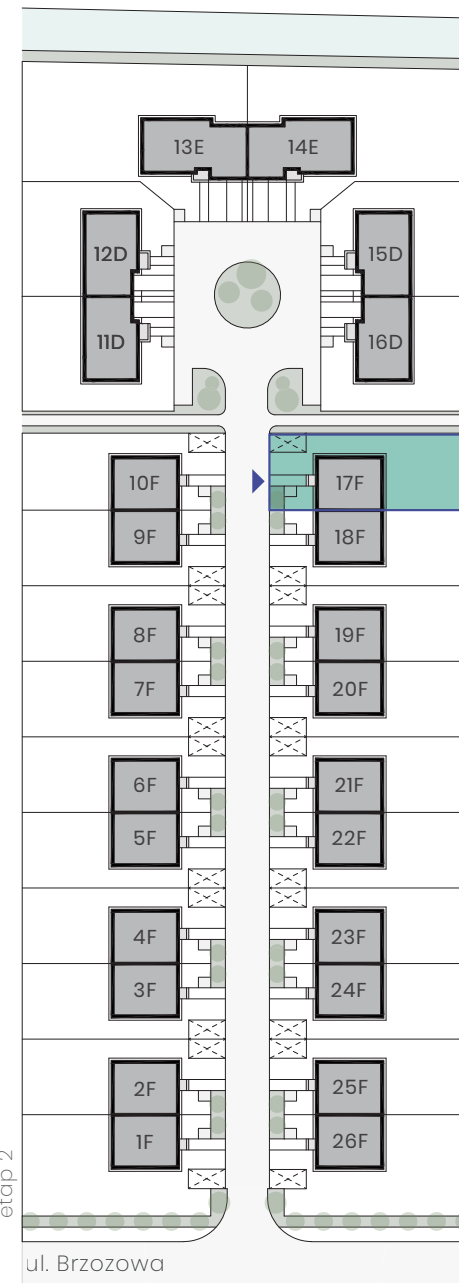 13E 14E
12D 15D
11D 16D
10F 17F
9F 18F
8F 19F
7F 20F
6F 21F
5F 22F
4F 23F
3F 24F
2F 25F
1F 26F
etap 2
ul. Brzozowa